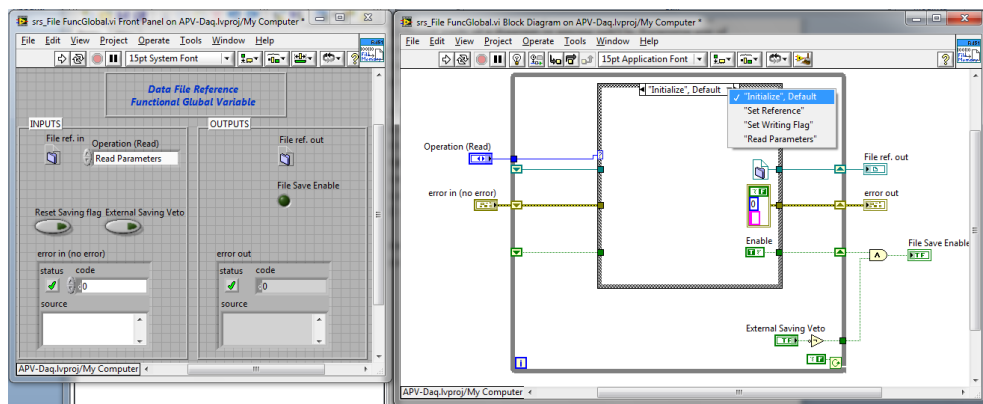 srs_File FuncGlobal.vi Front Panel on APV-Daq.lvproj/My Computer *
File Edit View Project Operate Tools Window Help
15pt System Font
Data File Reference
Functional Global Variable
INPUTS
OUTPUTS
File ref. in
Operation (Read)
Read Parameters
File ref. out
File Save Enable
Reset Saving flag
External Saving Veto
error in (no error)
status code
0
source
error out
status code
0
source
APV-Daq.lvproj/My Computer
srs_File FuncGlobal.vi Block Diagram on APV-Daq.lvproj/My Computer *
File Edit View Project Operate Tools Window Help
15pt Application Font
"Initialize", Default
"Initialize", Default
"Set Reference"
"Set Writing Flag"
"Read Parameters"
Operation (Read)
error in (no error)
File ref. out
error out
T F
0
Enable
T F
File Save Enable
TF
External Saving Veto
TF
i
T F
APV-Daq.lvproj/My Computer